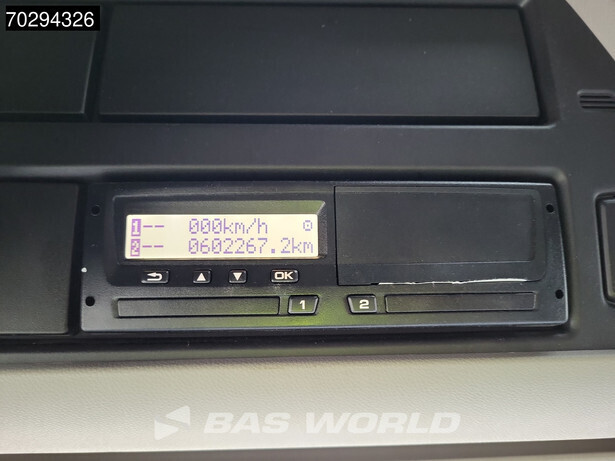 70294326
1 -- 000km/h
2 -- 0602267.2km
OK
1 2
BAS WORLD